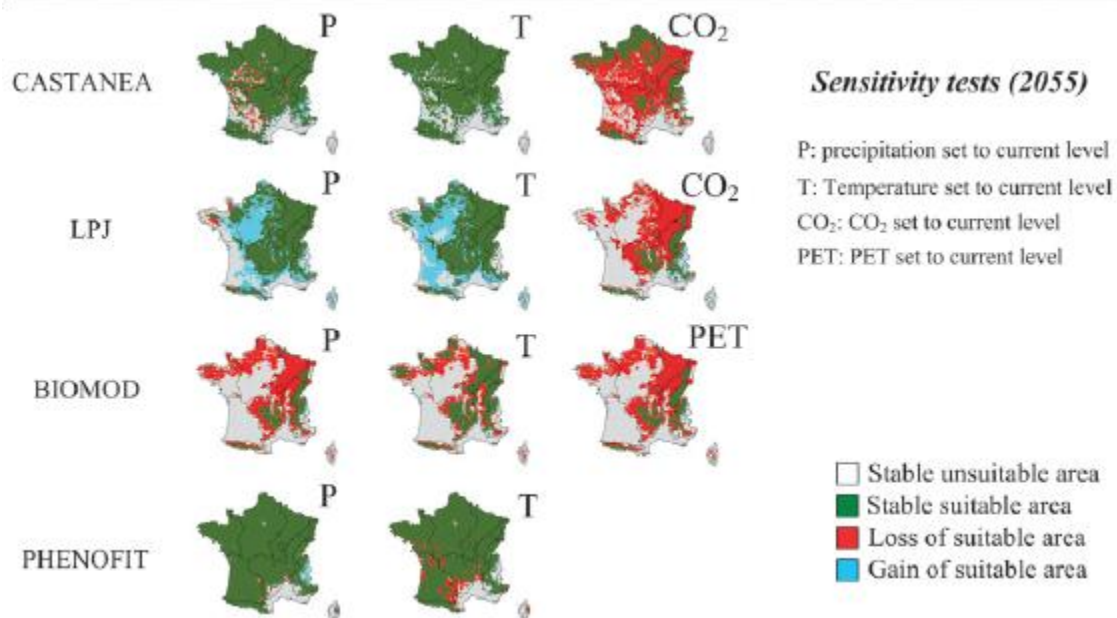 P T CO₂
CASTANEA
Sensitivity tests (2055)
P: precipitation set to current level
T: Temperature set to current level
CO₂: CO₂ set to current level
PET: PET set to current level
P T CO₂
LPJ
P T PET
BIOMOD
Stable unsuitable area
Stable suitable area
Loss of suitable area
Gain of suitable area
P T
PHENOFIT